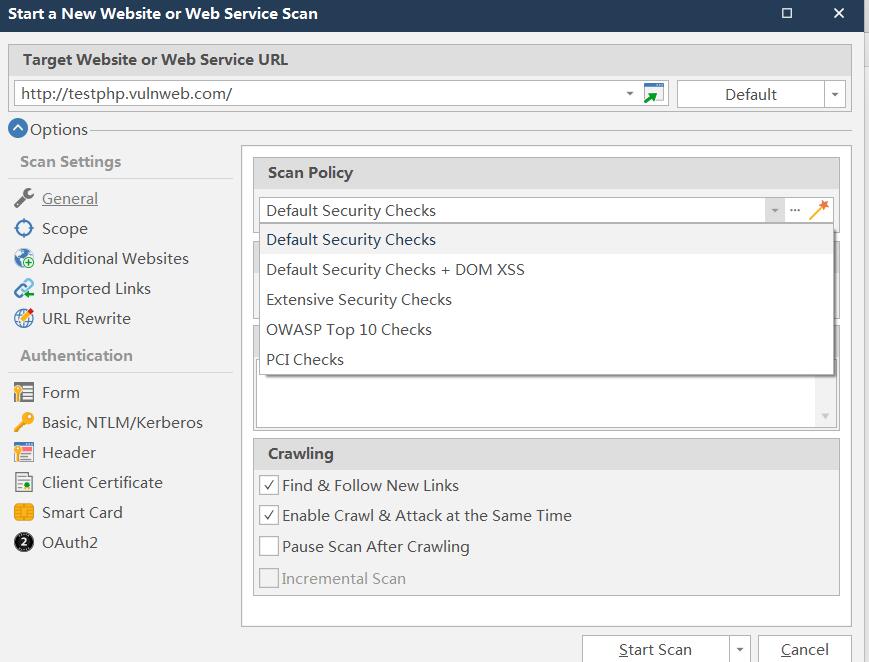 Start a New Website or Web Service Scan
Target Website or Web Service URL
http://testphp.vulnweb.com/
Default
Options
Scan Settings
General
Scope
Additional Websites
Imported Links
URL Rewrite
Authentication
Form
Basic, NTLM/Kerberos
Header
Client Certificate
Smart Card
2 OAuth2
Scan Policy
Default Security Checks
Default Security Checks
Default Security Checks + DOM XSS
Extensive Security Checks
OWASP Top 10 Checks
PCI Checks
Crawling
Find & Follow New Links
Enable Crawl & Attack at the Same Time
Pause Scan After Crawling
Incremental Scan
Start Scan
Cancel